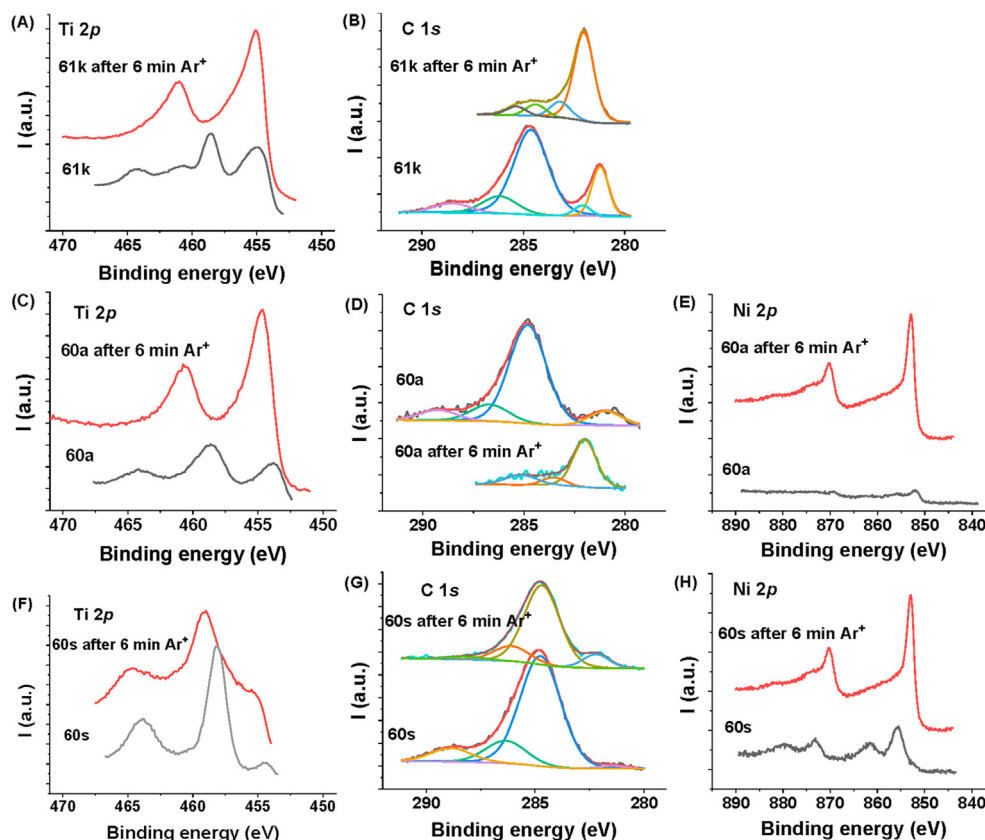 (A)
Ti 2p
61k after 6 min Ar+
61k
I (a.u.)
470 465 460 455 450
Binding energy (eV)
(B)
C 1s
61k after 6 min Ar+
61k
I (a.u.)
290 285 280
Binding energy (eV)
(C)
Ti 2p
60a after 6 min Ar+
60a
I (a.u.)
470 465 460 455 450
Binding energy (eV)
(D)
C 1s
60a
60a after 6 min Ar+
I (a.u.)
290 285 280
Binding energy (eV)
(E)
Ni 2p
60a after 6 min Ar+
60a
I (a.u.)
890 880 870 860 850 840
Binding energy (eV)
(F)
Ti 2p
60s after 6 min Ar+
60s
I (a.u.)
470 465 460 455 450
Binding energy (eV)
(G)
C 1s
60s after 6 min Ar+
60s
I (a.u.)
290 285 280
Binding energy (eV)
(H)
Ni 2p
60s after 6 min Ar+
60s
I (a.u.)
890 880 870 860 850 840
Binding energy (eV)